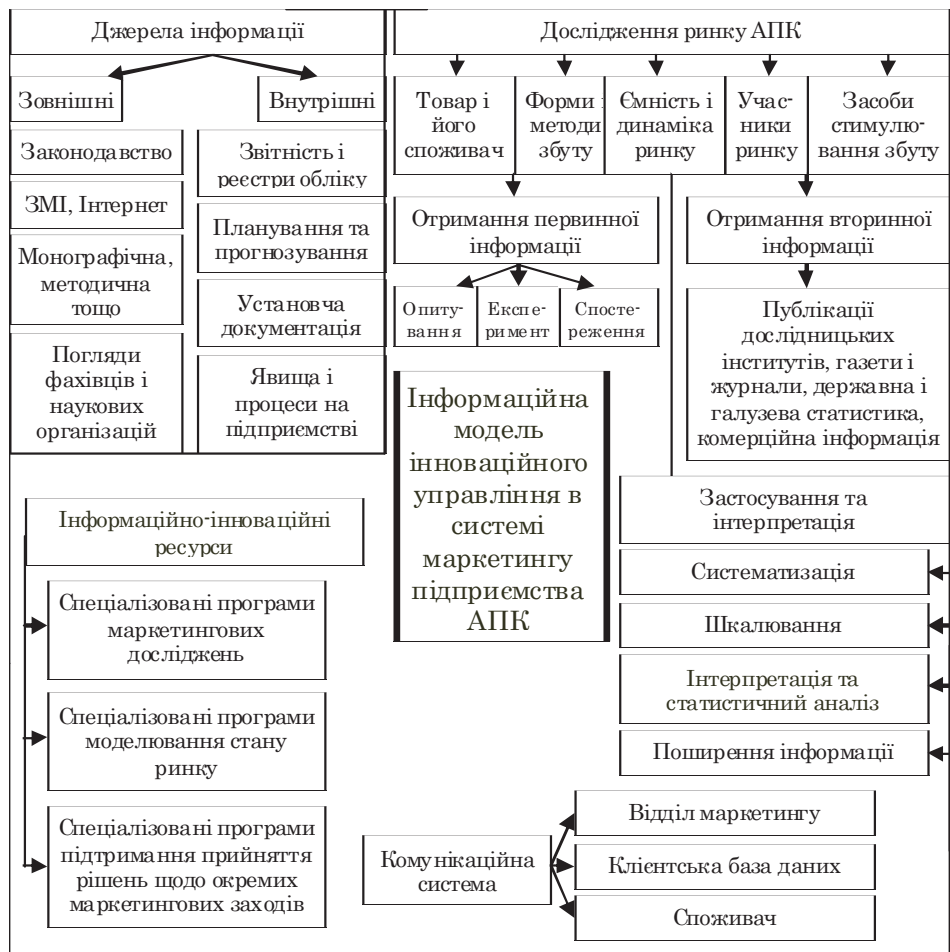 Джерела інформації
Зовнішні
Внутрішні
Законодавство
ЗМІ, Інтернет
Монографічна,
методична
тощо
Погляди
фахівців і
наукових
організацій
Звітність і
реєстри обліку
Планування та
прогнозування
Установча
документація
Явища і
процеси на
підприємстві
Дослідження ринку АПК
Товар і
його
споживач
Форми і
методи
збуту
Ємність і
динаміка
ринку
Учас-
ники
ринку
Засоби
стимулю-
вання збуту
Отримання первинної
інформації
Опиту-
вання
Експе-
римент
Спосте-
реження
Отримання вторинної
інформації
Публікації
дослідницьких
інститутів, газети і
журнали, державна і
галузева статистика,
комерційна інформація
Інформаційна
модель
інноваційного
управління в
системі
маркетингу
підприємства
АПК
Застосування та
інтерпретація
Систематизація
Шкалювання
Інтерпретація та
статистичний аналіз
Поширення інформації
Інформаційно-інноваційні
ресурси
Спеціалізовані програми
маркетингових
досліджень
Спеціалізовані програми
моделювання стану
ринку
Спеціалізовані програми
підтримання прийняття
рішень щодо окремих
маркетингових заходів
Комунікаційна
система
Відділ маркетингу
Клієнтська база даних
Споживач